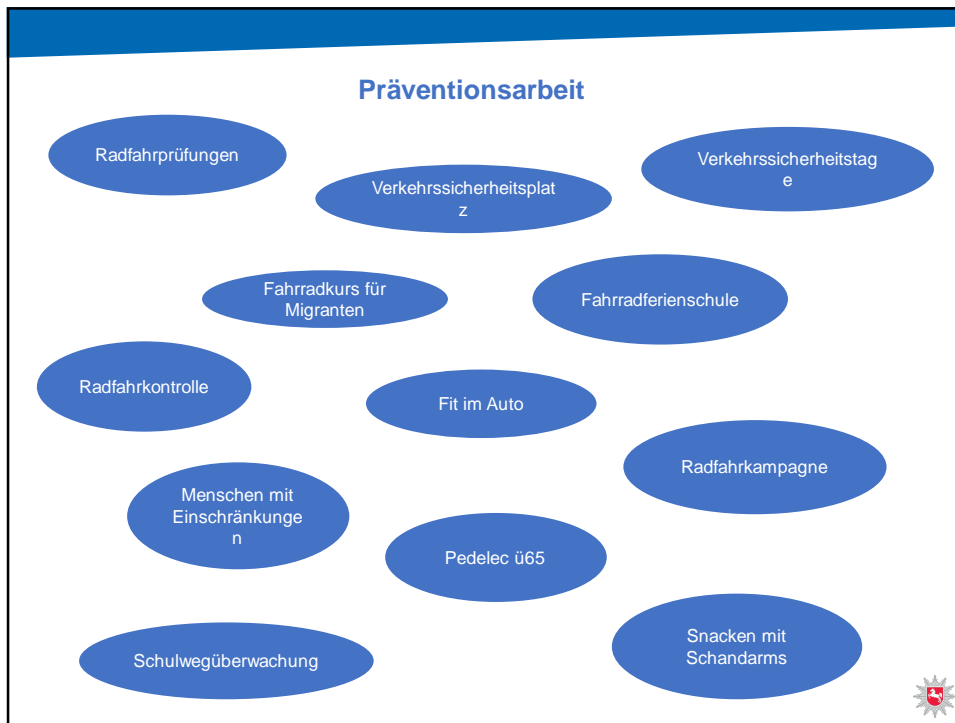 Präventionsarbeit
Radfahrprüfungen
Verkehrssicherheitsplat
z
Verkehrssicherheitstag
e
Fahrradkurs für
Migranten
Fahrradferienschule
Radfahrkontrolle
Fit im Auto
Radfahrkampagne
Menschen mit
Einschränkunge
n
Pedelec ü65
Schulwegüberwachung
Snacken mit
Schandarms